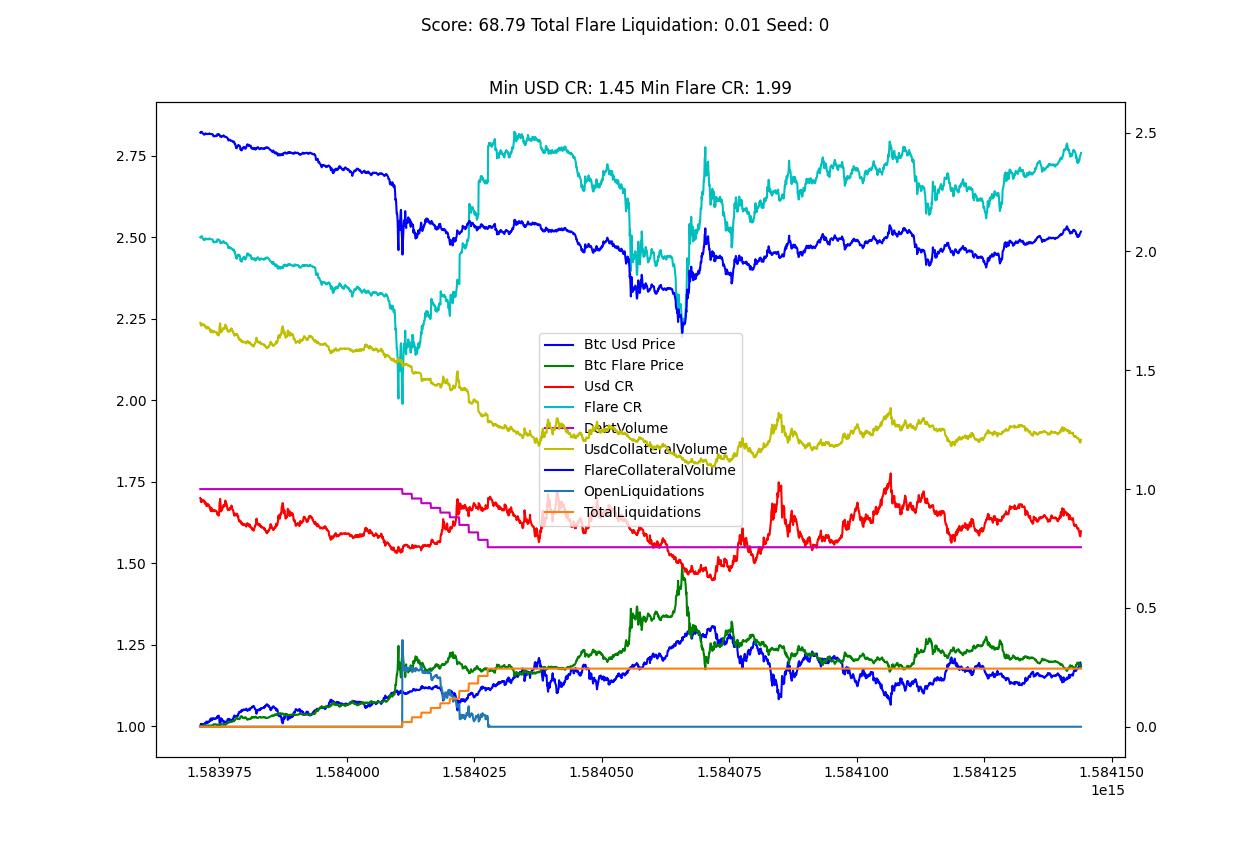 Score: 68.79 Total Flare Liquidation: 0.01 Seed: 0
Min USD CR: 1.45 Min Flare CR: 1.99
2.75
2.50
2.25
2.00
1.75
1.50
1.25
1.00
2.5
2.0
1.5
1.0
0.5
0.0
Btc Usd Price
Btc Flare Price
Usd CR
Flare CR
DebtVolume
UsdCollateralVolume
FlareCollateralVolume
OpenLiquidations
TotalLiquidations
1.583975 1.584000 1.584025 1.584050 1.584075 1.584100 1.584125 1.584150
1e15